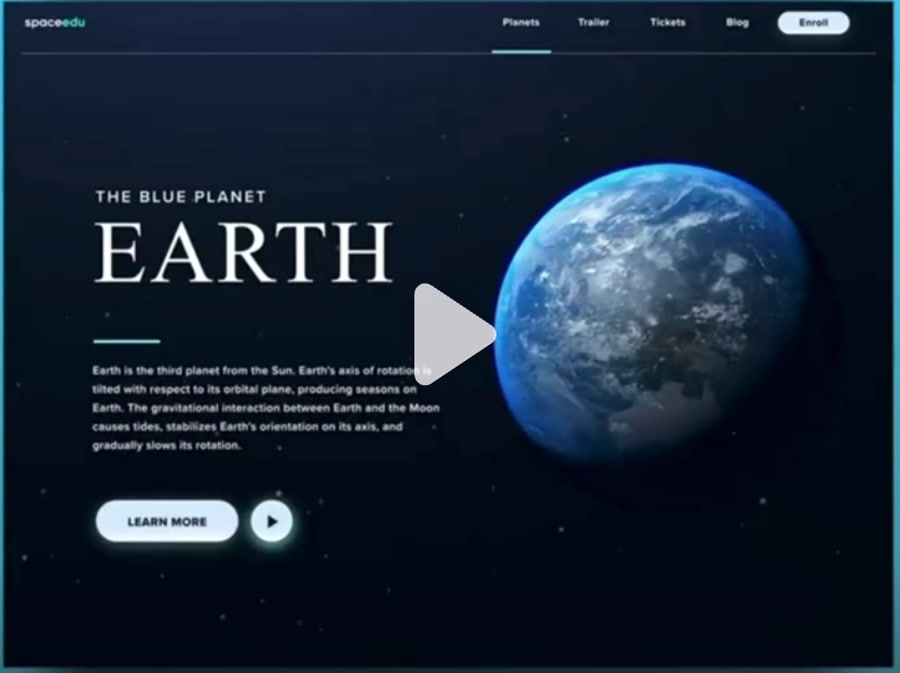 spaceedu
Planets
Trailer
Tickets
Blog
Enroll
THE BLUE PLANET
EARTH
Earth is the third planet from the Sun. Earth's axis of rotation is
tilted with respect to its orbital plane, producing seasons on
Earth. The gravitational interaction between Earth and the Moon
causes tides, stabilizes Earth's orientation on its axis, and
gradually slows its rotation.
LEARN MORE